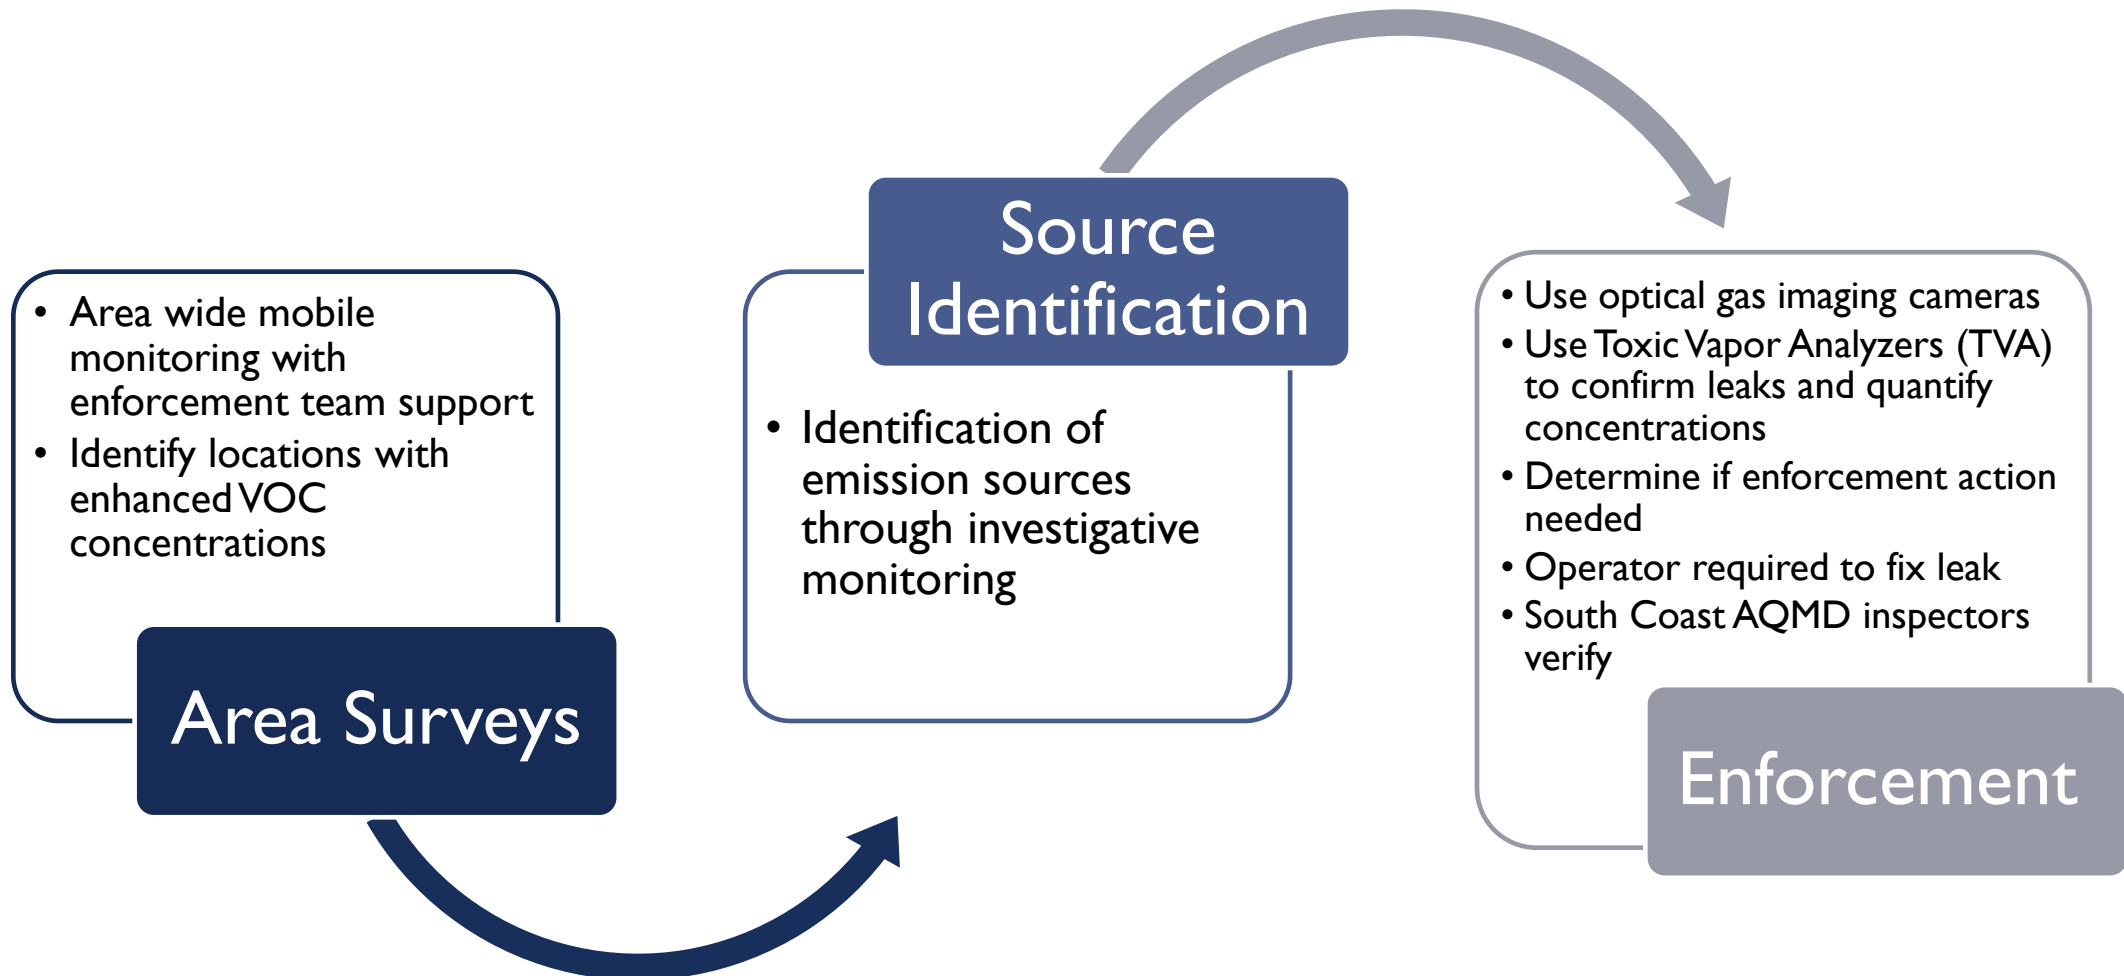 • Area wide mobile
monitoring with
enforcement team support
• Identify locations with
enhanced VOC
concentrations
Area Surveys
Source
Identification
• Identification of
emission sources
through investigative
monitoring
• Use optical gas imaging cameras
• Use Toxic Vapor Analyzers (TVA)
to confirm leaks and quantify
concentrations
• Determine if enforcement action
needed
• Operator required to fix leak
• South Coast AQMD inspectors
verify
Enforcement